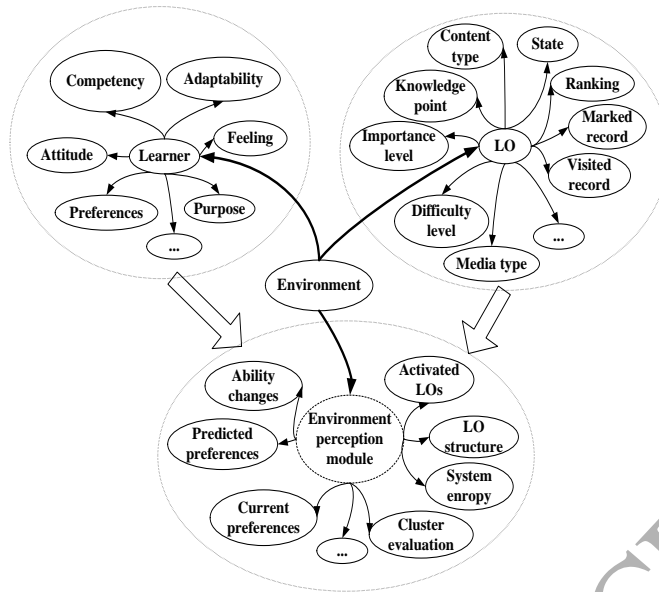 Content
type
State
Competency
Adaptability
Knowledge
point
Ranking
Marked
record
Feeling
Importance
level
LO
Attitude
Learner
Visited
record
Preferences
Purpose
Difficulty
level
...
...
Media type
Environment
Ability
changes
Activated
LOs
Environment
perception
module
Predicted
preferences
LO
structure
System
enropy
Current
preferences
Cluster
evaluation
...